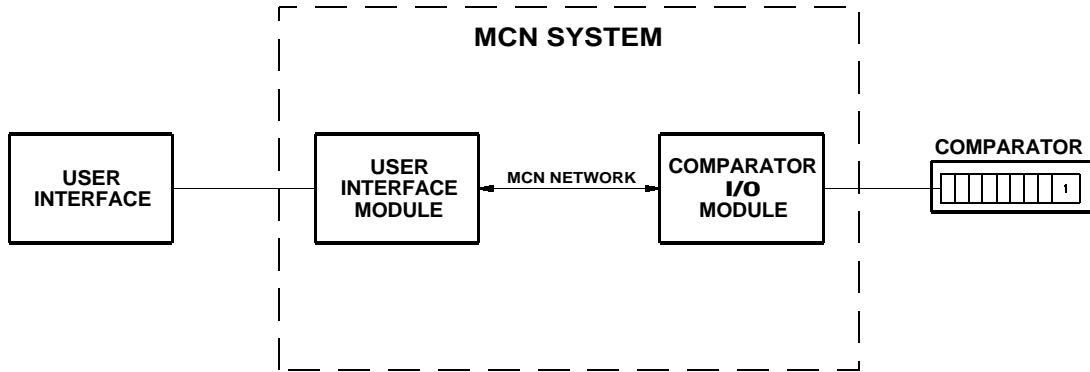 MCN SYSTEM
USER
INTERFACE
USER
INTERFACE
MODULE
MCN NETWORK
COMPARATOR
I/O
MODULE
COMPARATOR
1